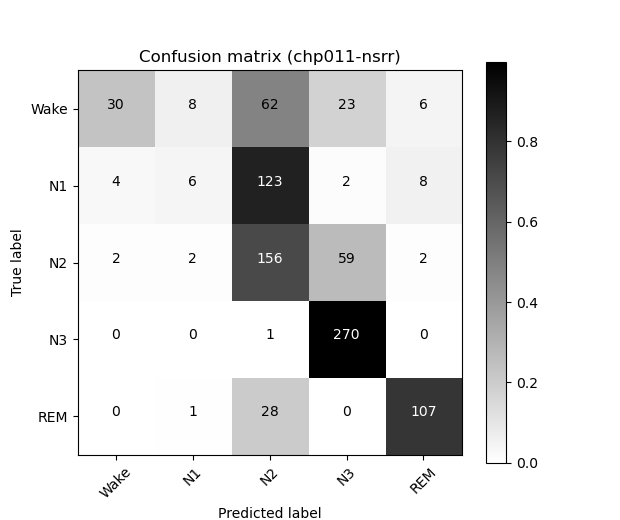 Confusion matrix (chp011-nsrr)
Wake 30 8 62 23 6
N1 4 6 123 2 8
N2 2 2 156 59 2
N3 0 0 1 270 0
REM 0 1 28 0 107
Wake N1 N2 N3 REM
Predicted label
True label
0.8
0.6
0.4
0.2
0.0